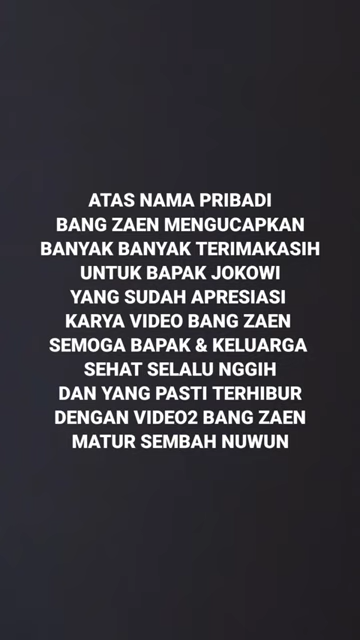 ATAS NAMA PRIBADI
BANG ZAEN MENGUCAPKAN
BANYAK BANYAK TERIMAKASIH
UNTUK BAPAK JOKOWI
YANG SUDAH APRESIASI
KARYA VIDEO BANG ZAEN
SEMOGA BAPAK & KELUARGA
SEHAT SELALU NGGIH
DAN YANG PASTI TERHIBUR
DENGAN VIDEO2 BANG ZAEN
MATUR SEMBAH NUWUN